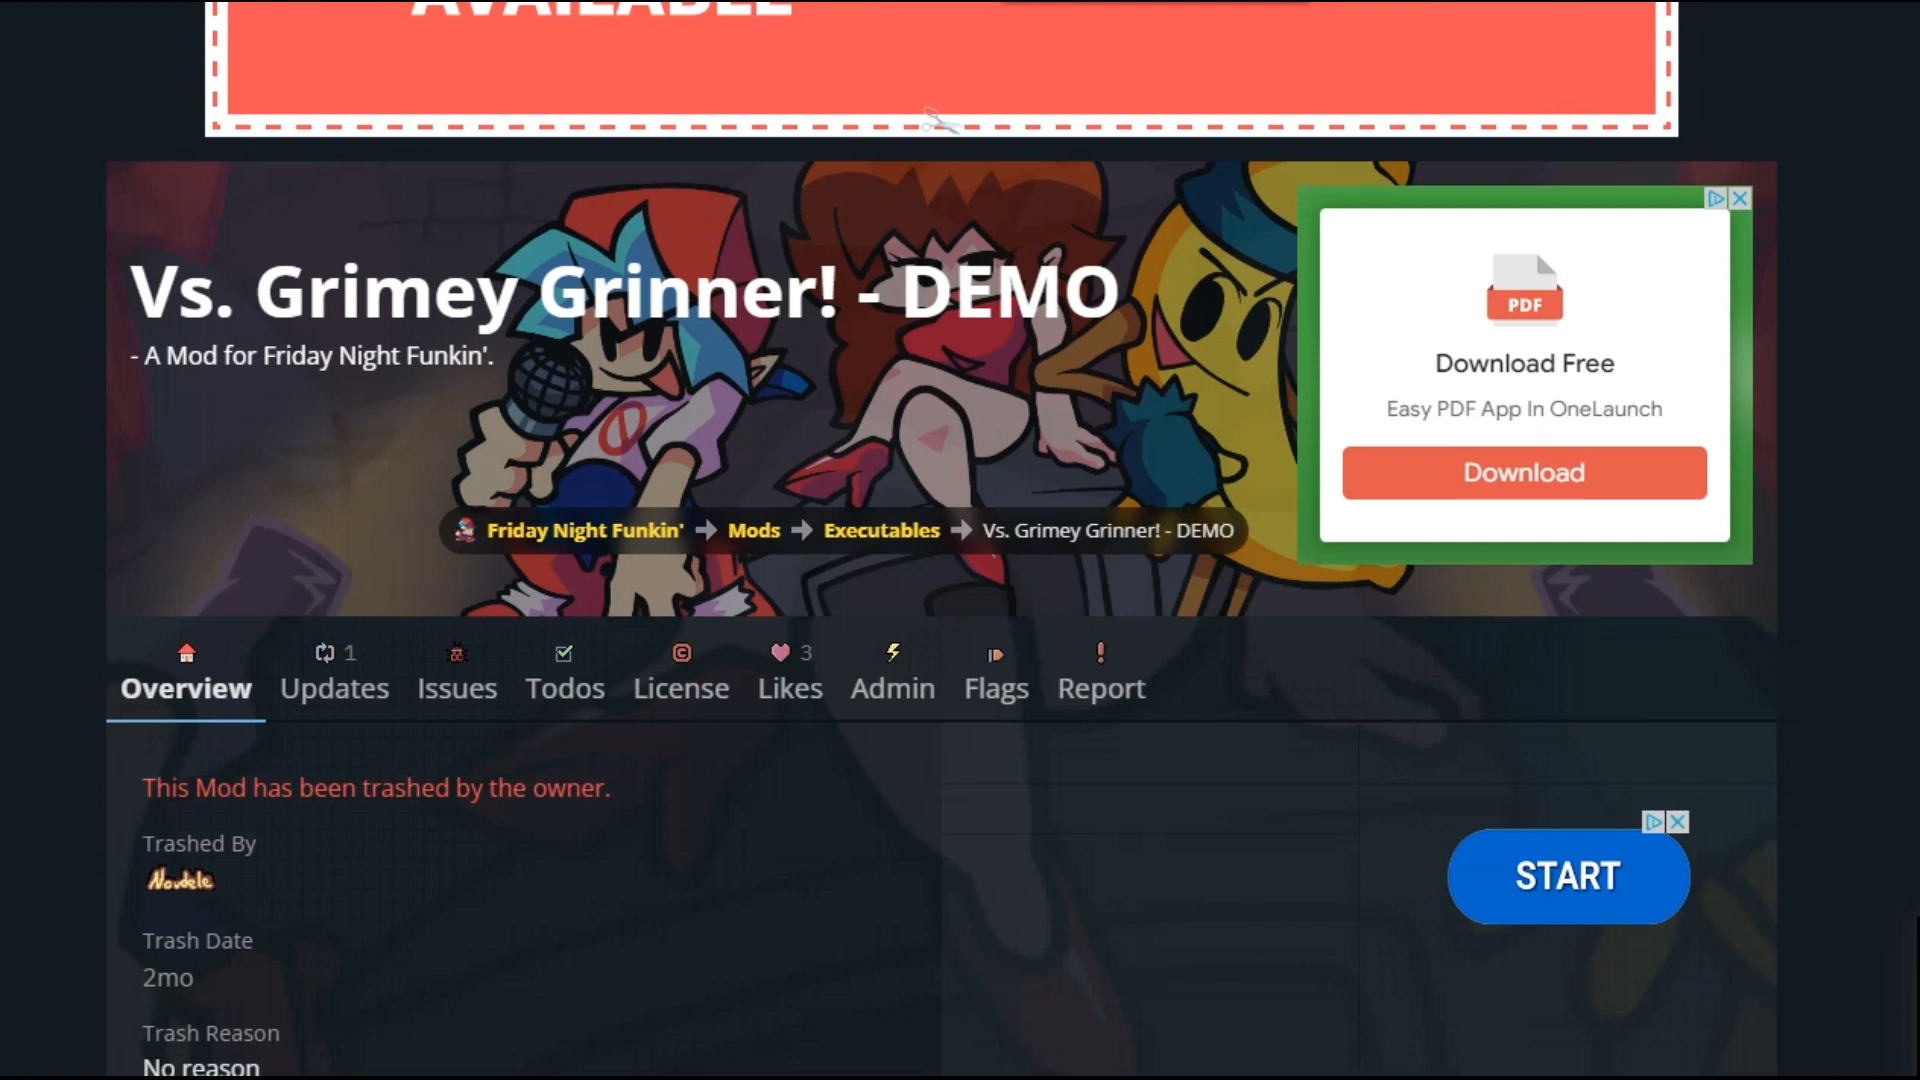 AVAILABLE
Vs. Grimey Grinner! - DEMO
- A Mod for Friday Night Funkin'.
PDF
Download Free
Easy PDF App In OneLaunch
Download
Friday Night Funkin' Mods Executables Vs. Grimey Grinner! - DEMO
1 3
Overview Updates Issues Todos License Likes Admin Flags Report
This Mod has been trashed by the owner.
Trashed By
Novdele
START
Trash Date
2mo
Trash Reason
No reason